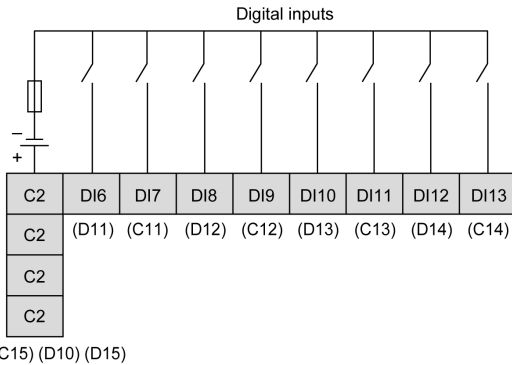 Digital inputs
−
+
C2 DI6 DI7 DI8 DI9 DI10 DI11 DI12 DI13
C2 (D11) (C11) (D12) (C12) (D13) (C13) (D14) (C14)
C2
C2
C15) (D10) (D15)